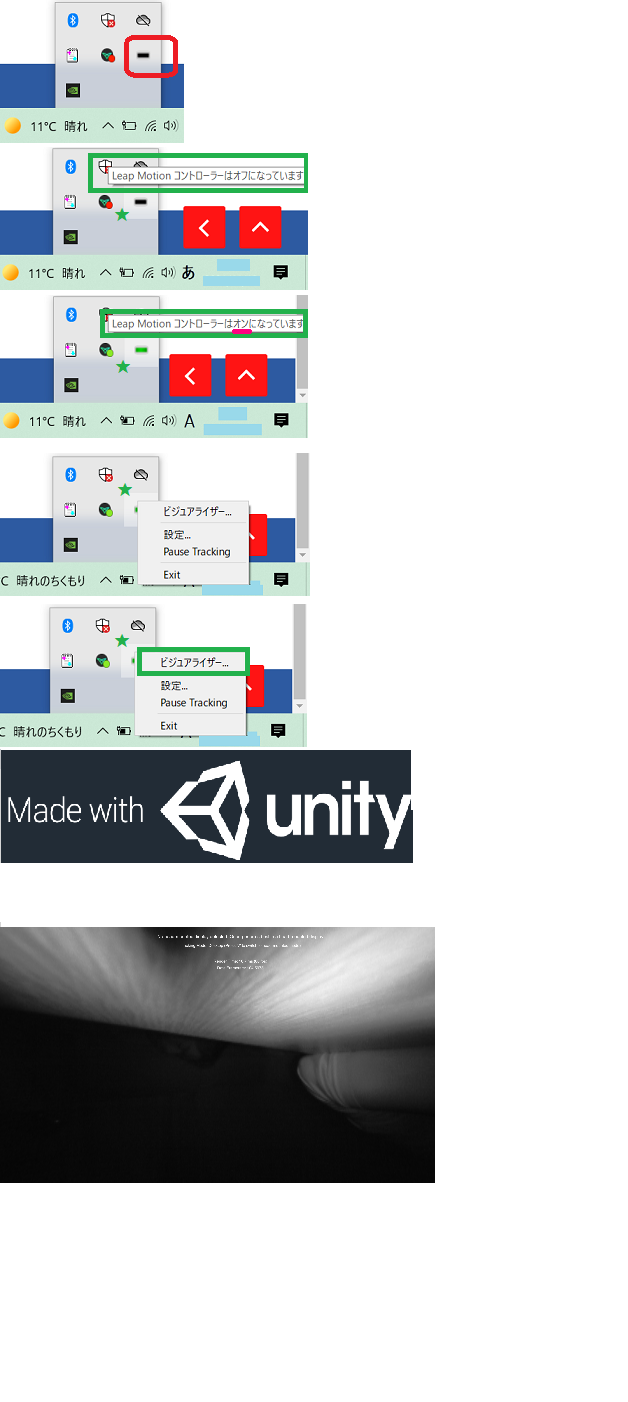 11°C 晴れ
Leap Motion コントローラーはオフになっています
11°C 晴れ あ
Leap Motion コントローラーはオンになっています
11°C 晴れ A
ビジュアライザー...
設定...
Pause Tracking
Exit
C 晴れのちくもり
ビジュアライザー...
設定...
Pause Tracking
Exit
C 晴れのちくもり
Made with unity